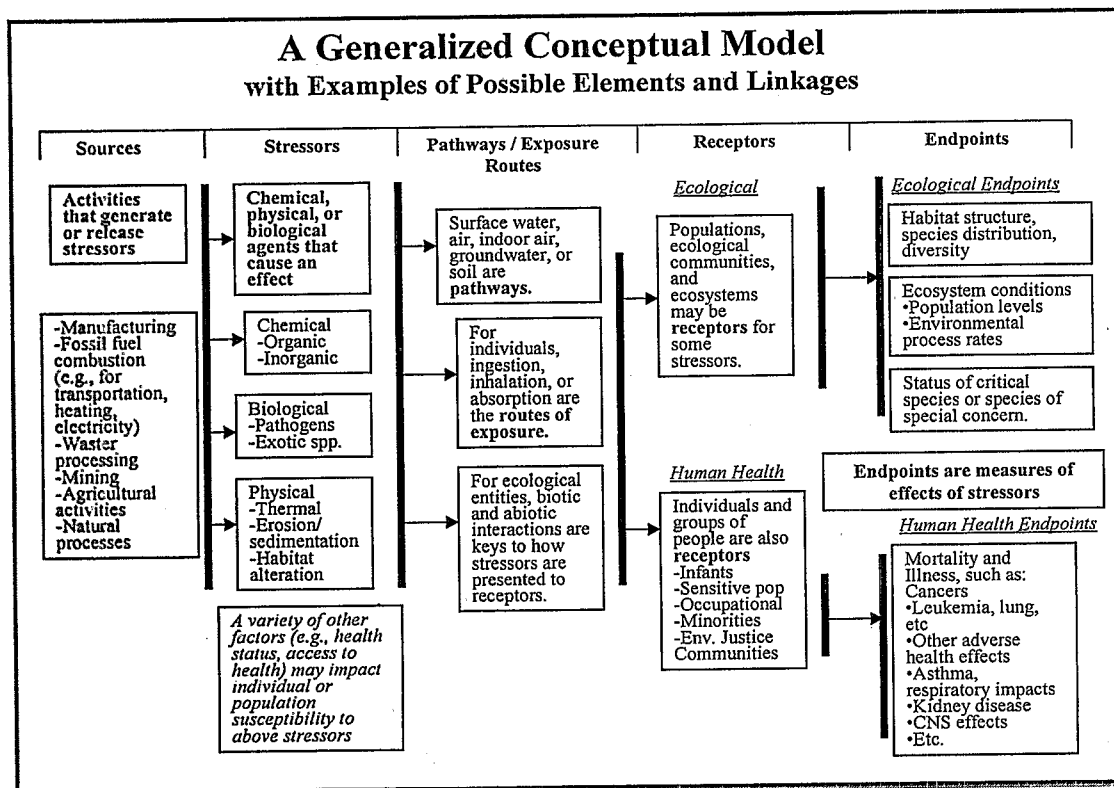 A Generalized Conceptual Model
with Examples of Possible Elements and Linkages
Sources
Stressors
Pathways / Exposure
Routes
Receptors
Endpoints
Activities
that generate
or release
stressors
-Manufacturing
-Fossil fuel
combustion
(e.g., for
transportation,
heating,
electricity)
-Waster
processing
-Mining
-Agricultural
activities
-Natural
processes
Chemical,
physical, or
biological
agents that
cause an
effect
Chemical
-Organic
-Inorganic
Biological
-Pathogens
-Exotic spp.
Physical
-Thermal
-Erosion/
sedimentation
-Habitat
alteration
A variety of other
factors (e.g., health
status, access to
health) may impact
individual or
population
susceptibility to
above stressors
Surface water,
air, indoor air,
groundwater, or
soil are
pathways.
For
individuals,
ingestion,
inhalation, or
absorption are
the routes of
exposure.
For ecological
entities, biotic
and abiotic
interactions are
keys to how
stressors are
presented to
receptors.
Ecological
Populations,
ecological
communities,
and
ecosystems
may be
receptors for
some
stressors.
Human Health
Individuals and
groups of
people are also
receptors
-Infants
-Sensitive pop
-Occupational
-Minorities
-Env. Justice
Communities
Ecological Endpoints
Habitat structure,
species distribution,
diversity
Ecosystem conditions
•Population levels
•Environmental
process rates
Status of critical
species or species of
special concern.
Endpoints are measures of
effects of stressors
Human Health Endpoints
Mortality and
Illness, such as:
Cancers
•Leukemia, lung,
etc
•Other adverse
health effects
•Asthma,
respiratory impacts
•Kidney disease
•CNS effects
•Etc.